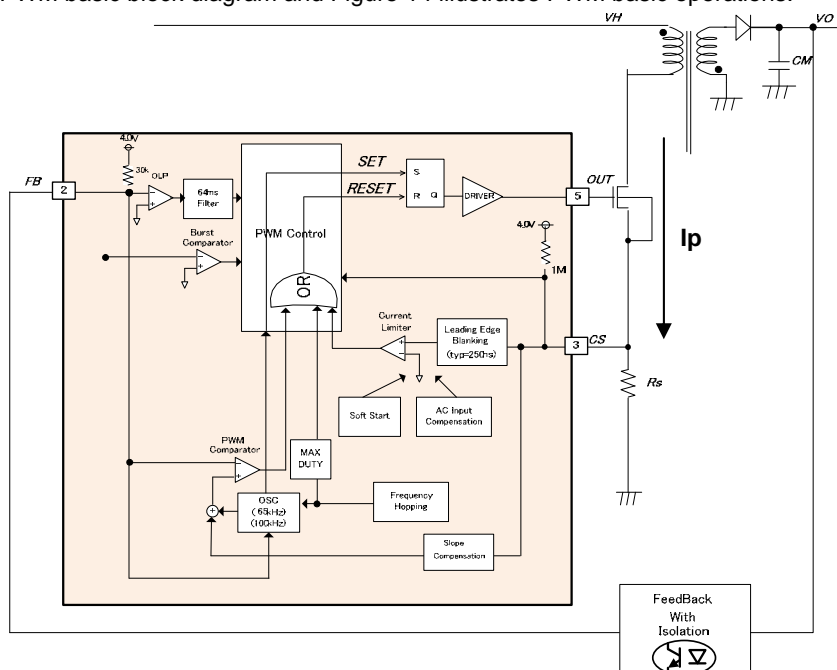 PWM basic block diagram and Figure 14 illustrates PWM basic operations.
VH
VO
CM
4.0V
30k
OLP
FB
2
64ms
Filter
SET
RESET
S
R Q
DRIVER
5
OUT
Burst
Comparator
PWM Control
OR
4.0V
1M
Ip
Current
Limiter
Leading Edge
Blanking
(typ=250ns)
3
CS
Rs
Soft Start
AC Input
Compensation
PWM
Comparator
MAX
DUTY
OSC
(65kHz)
(100kHz)
Frequency
Hopping
Slope
Compensation
FeedBack
With
Isolation